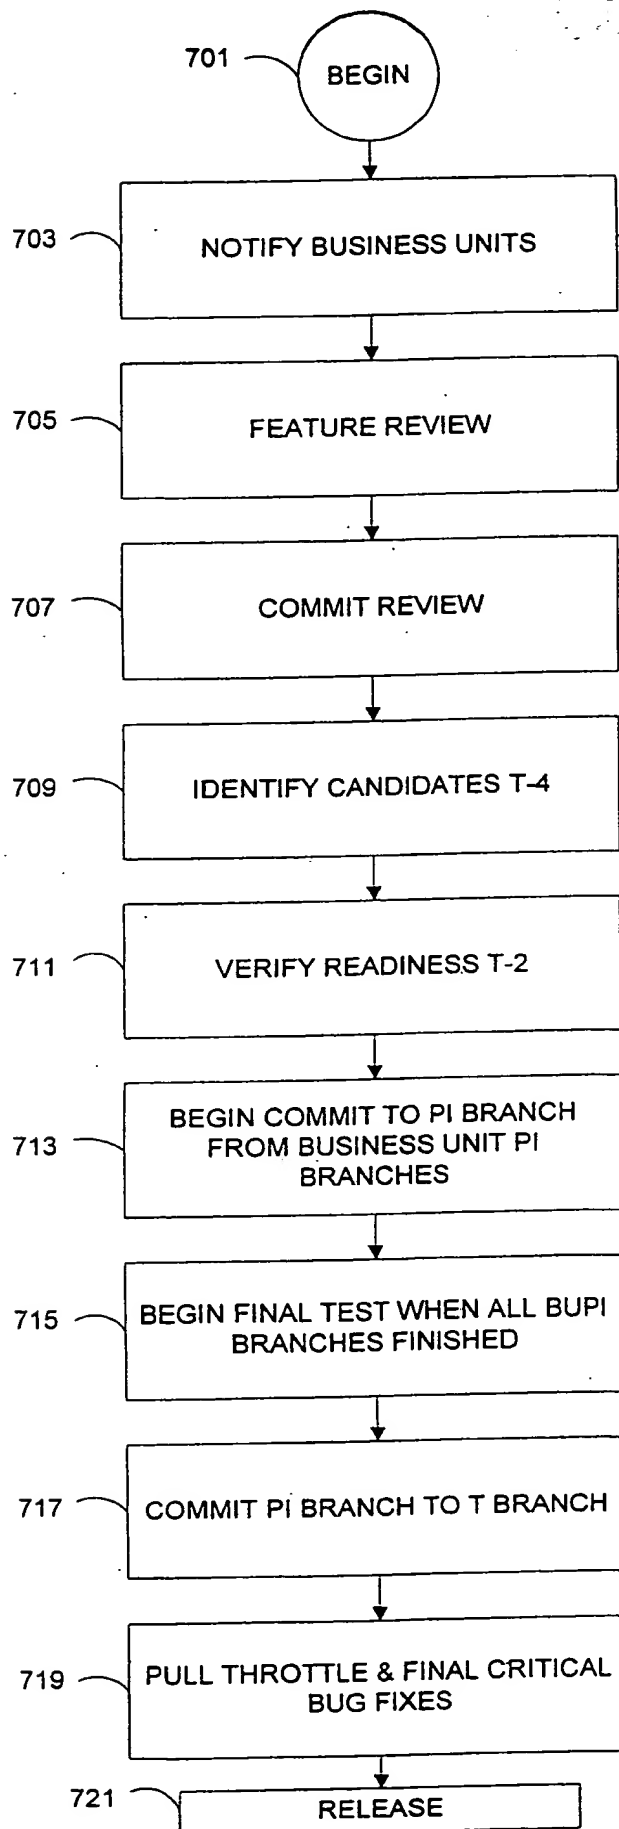 701
BEGIN
703
NOTIFY BUSINESS UNITS
705
FEATURE REVIEW
707
COMMIT REVIEW
709
IDENTIFY CANDIDATES T-4
711
VERIFY READINESS T-2
713
BEGIN COMMIT TO PI BRANCH
FROM BUSINESS UNIT PI
BRANCHES
715
BEGIN FINAL TEST WHEN ALL BUPI
BRANCHES FINISHED
717
COMMIT PI BRANCH TO T BRANCH
719
PULL THROTTLE & FINAL CRITICAL
BUG FIXES
721
RELEASE